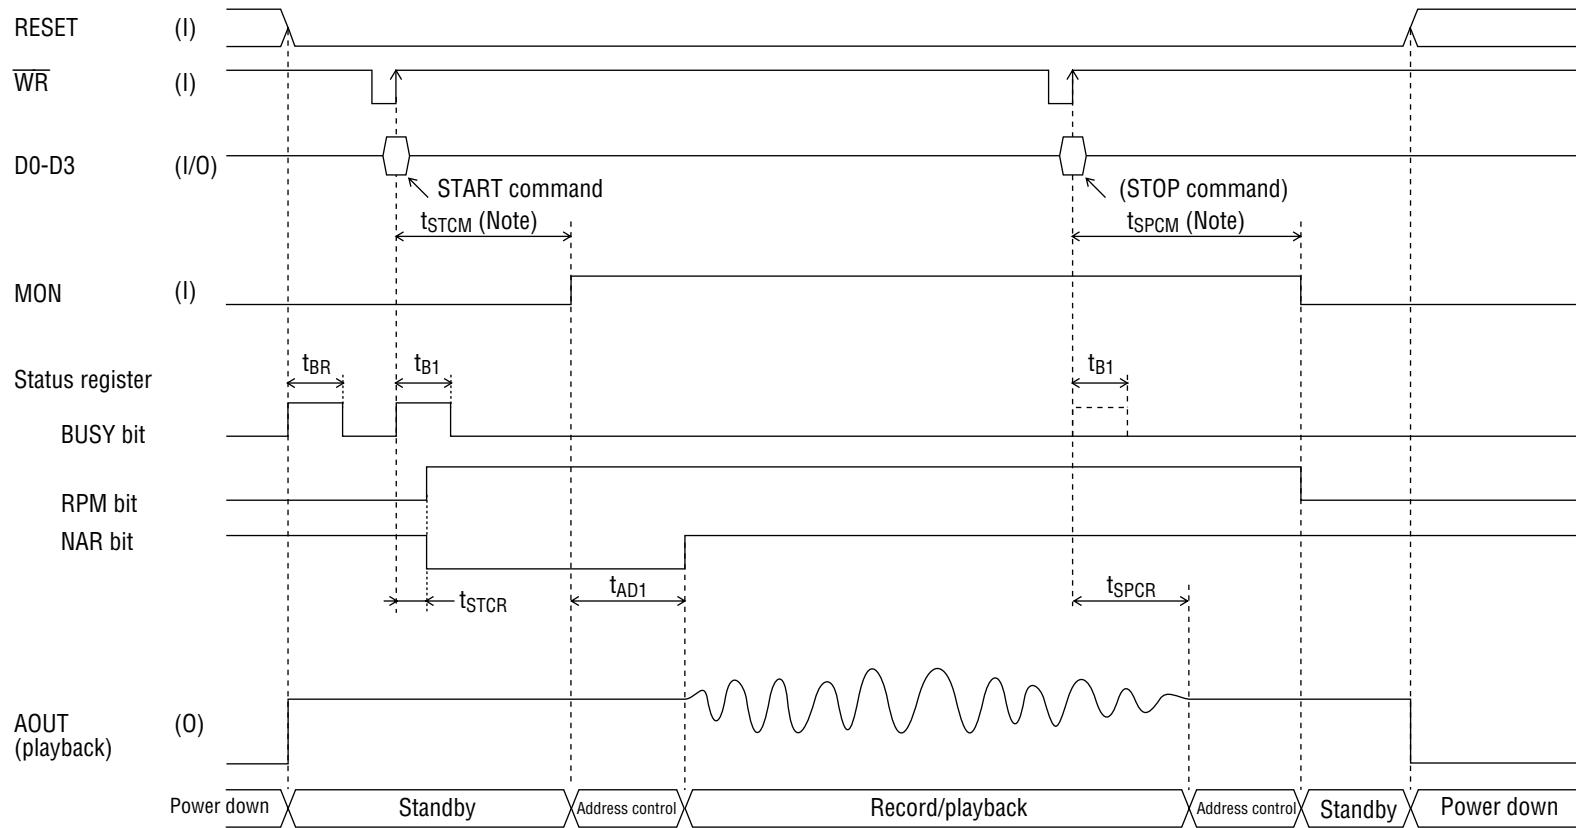 RESET (I)
WR (I)
D0-D3 (I/O)
START command
(STOP command)
tSTCM (Note)
tSPCM (Note)
MON (I)
tBR
tB1
tB1
Status register
BUSY bit
RPM bit
NAR bit
tSTCR
tAD1
tSPCR
AOUT (O)
(playback)
Power down
Standby
Address control
Record/playback
Address control
Standby
Power down